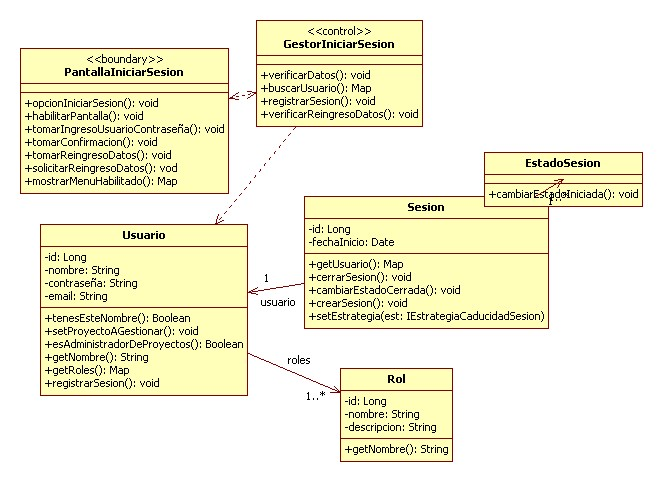 <<boundary>>
PantallaIniciarSesion
+opcionIniciarSesion(): void
+habilitarPantalla(): void
+tomarIngresoUsuarioContraseña(): void
+tomarConfirmacion(): void
+tomarReingresoDatos(): void
+solicitarReingresoDatos(): vod
+mostrarMenuHabilitado(): Map
<<control>>
GestorIniciarSesion
+verificarDatos(): void
+buscarUsuario(): Map
+registrarSesion(): void
+verificarReingresoDatos(): void
EstadoSesion
+cambiarEstadoIniciada(): void
1..*
Sesion
-id: Long
-fechaInicio: Date
+getUsuario(): Map
+cerrarSesion(): void
+cambiarEstadoCerrada(): void
+crearSesion(): void
+setEstrategia(est: IEstrategiaCaducidadSesion)
1
usuario
Usuario
-id: Long
-nombre: String
-contraseña: String
-email: String
+tenesEsteNombre(): Boolean
+setProyectoAGestionar(): void
+esAdministradorDeProyectos(): Boolean
+getNombre(): String
+getRoles(): Map
+registrarSesion(): void
roles
1..*
Rol
-id: Long
-nombre: String
-descripcion: String
+getNombre(): String